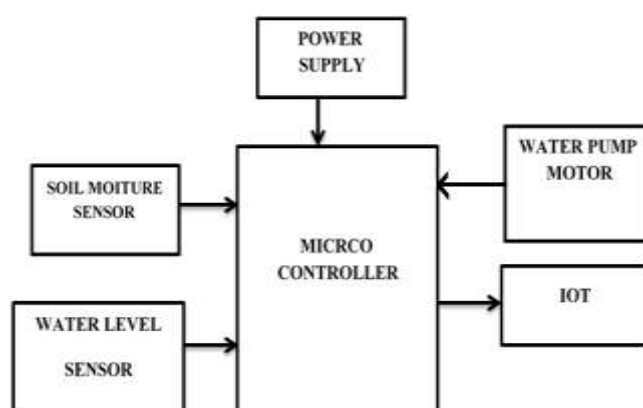 POWER
SUPPLY
SOIL MOITURE
SENSOR
WATER PUMP
MOTOR
MICRCO
CONTROLLER
IOT
WATER LEVEL
SENSOR